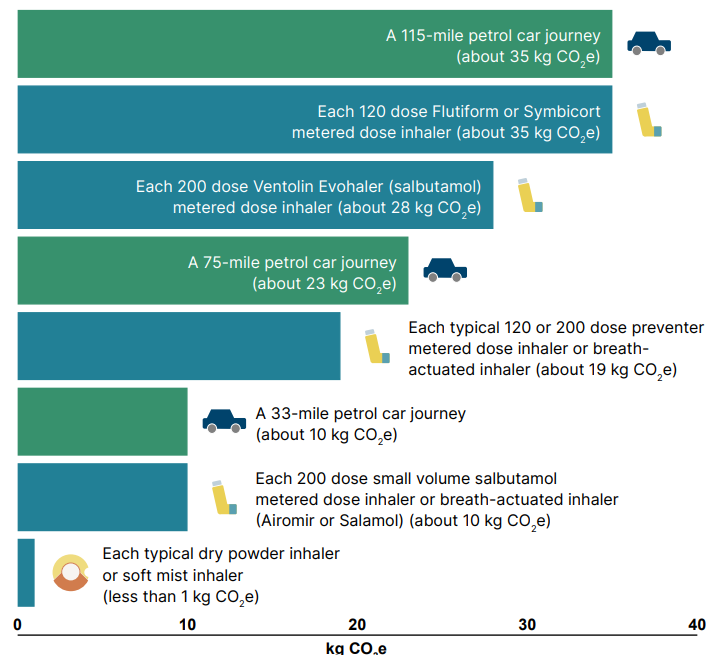 A 115-mile petrol car journey
(about 35 kg CO₂e)
Each 120 dose Flutiform or Symbicort
metered dose inhaler (about 35 kg CO₂e)
Each 200 dose Ventolin Evohaler (salbutamol)
metered dose inhaler (about 28 kg CO₂e)
A 75-mile petrol car journey
(about 23 kg CO₂e)
Each typical 120 or 200 dose preventer
metered dose inhaler or breath-
actuated inhaler (about 19 kg CO₂e)
A 33-mile petrol car journey
(about 10 kg CO₂e)
Each 200 dose small volume salbutamol
metered dose inhaler or breath-actuated inhaler
(Airomir or Salamol) (about 10 kg CO₂e)
Each typical dry powder inhaler
or soft mist inhaler
(less than 1 kg CO₂e)
0 10 20 30 40
kg CO₂e